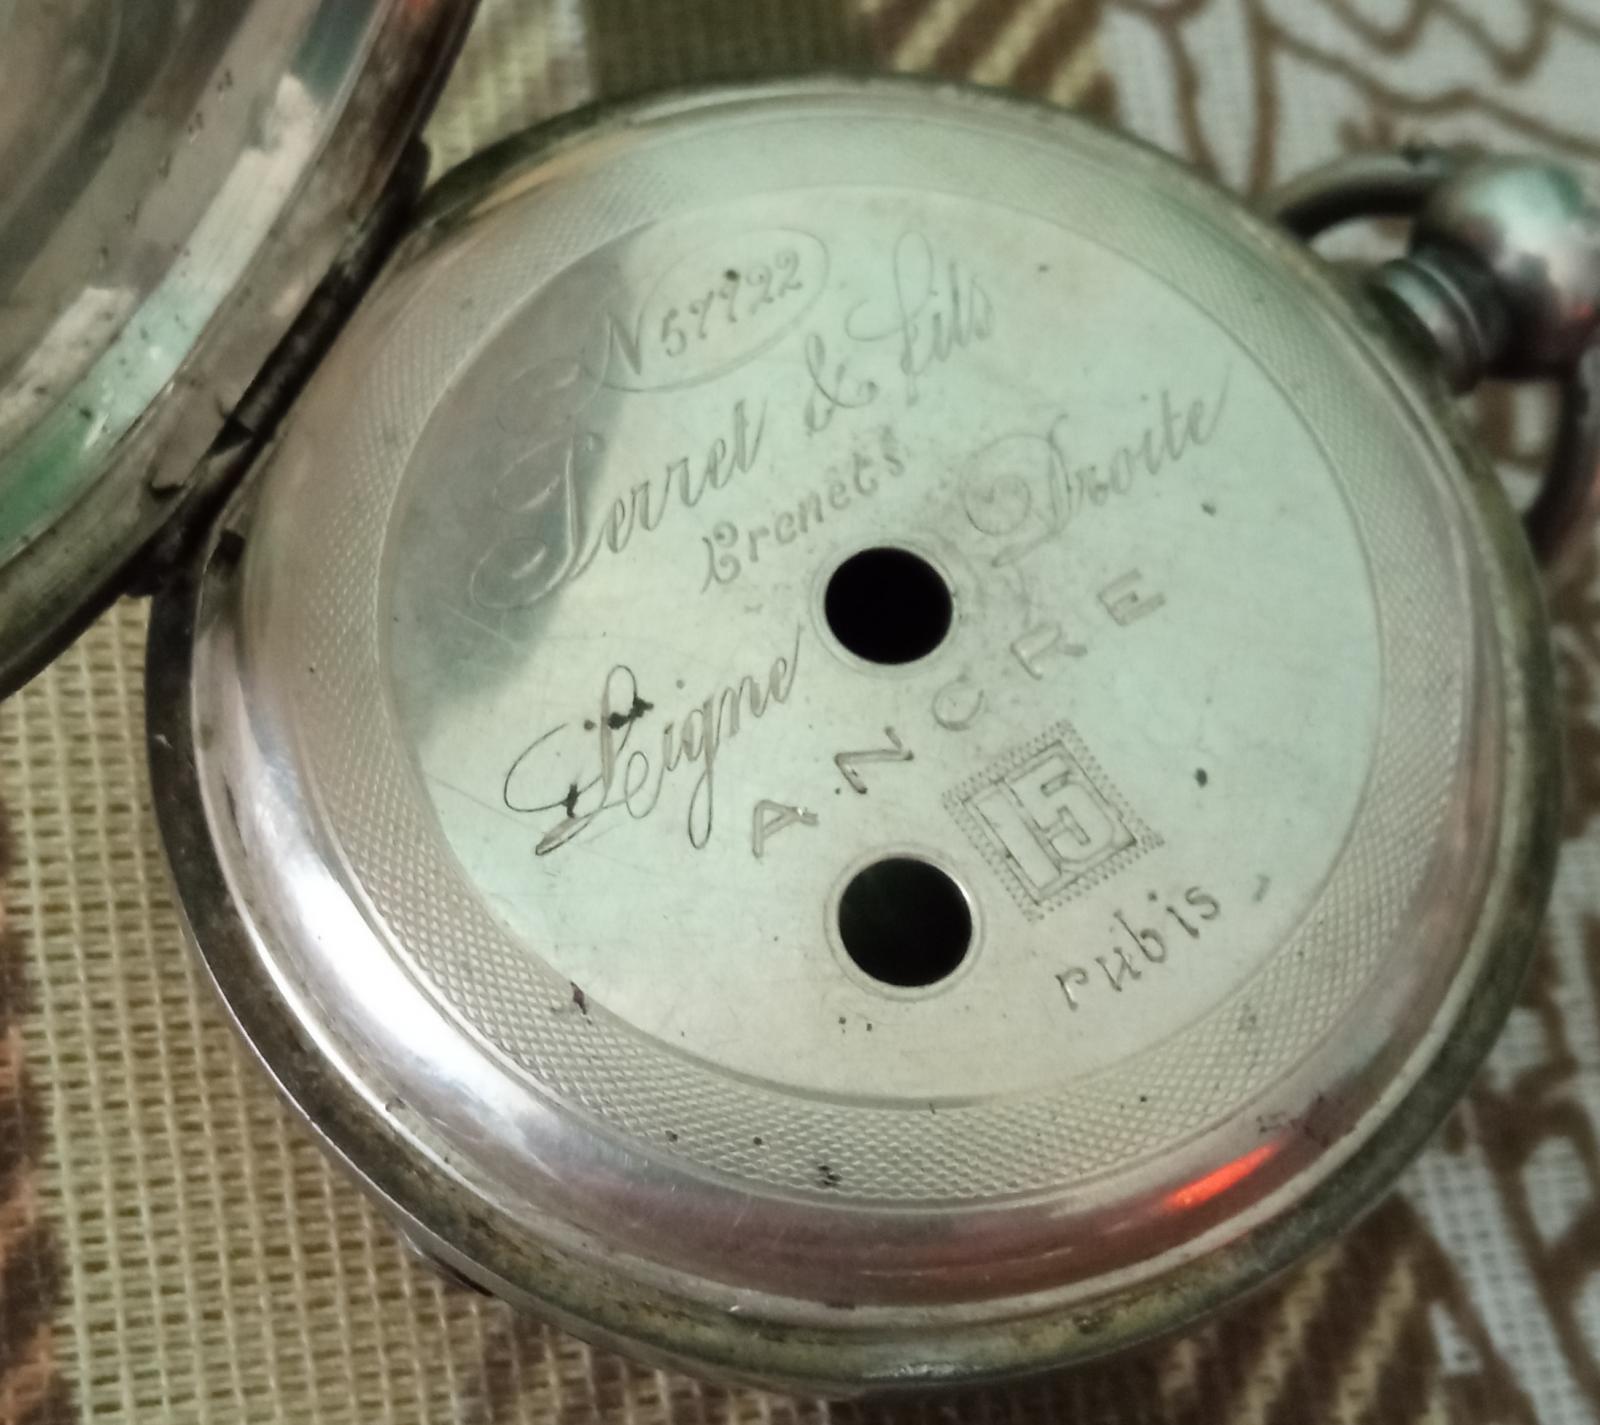 N 57722
Perret & Fils
Brenets
Ligne Droite
ANCRE
15
rubis